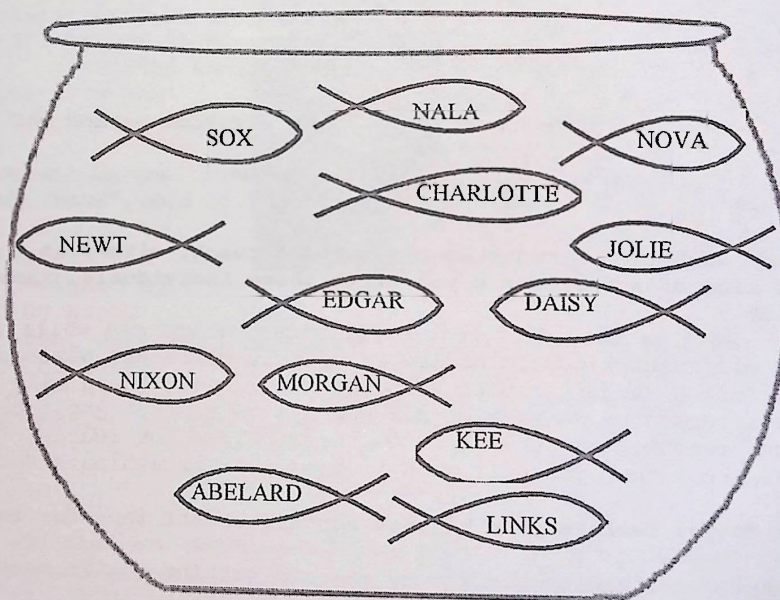 NALA
SOX
NOVA
CHARLOTTE
NEWT
JOLIE
EDGAR
DAISY
NIXON
MORGAN
KEE
ABELARD
LINKS